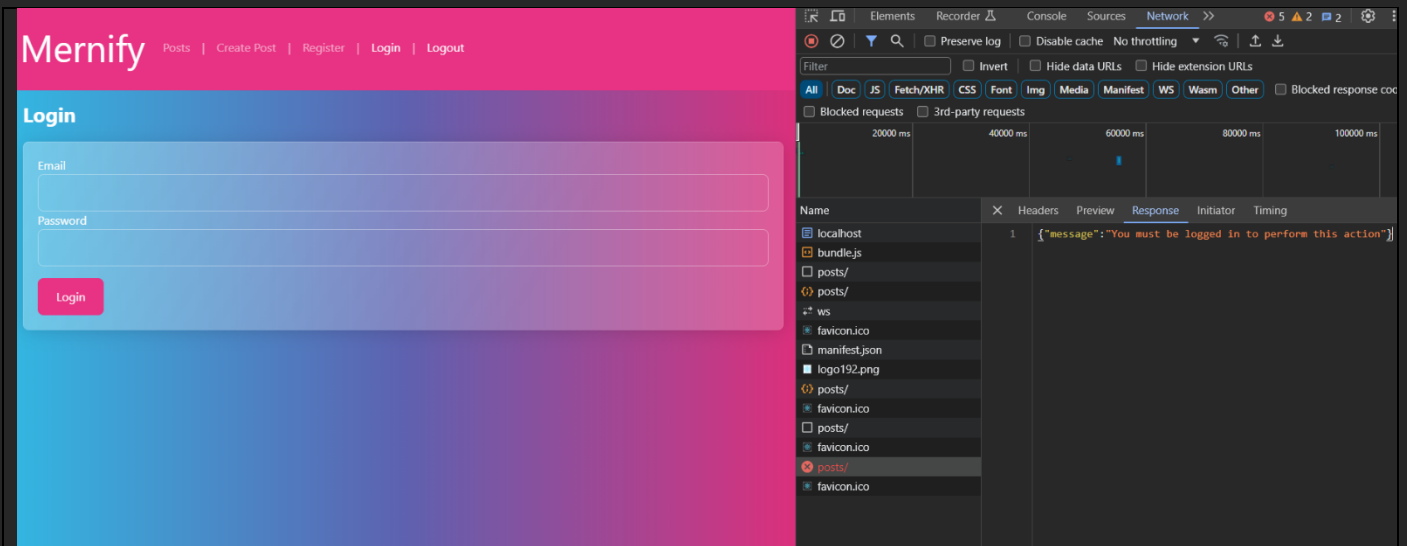 Mernify Posts | Create Post | Register | Login | Logout
Login
Email
Password
Login
Elements Recorder Console Sources Network 5 2 2
Preserve log Disable cache No throttling
Filter Invert Hide data URLs Hide extension URLs
All Doc JS Fetch/XHR CSS Font Img Media Manifest WS Wasm Other Blocked response coo
Blocked requests 3rd-party requests
20000 ms 40000 ms 60000 ms 80000 ms 100000 ms
Name
localhost
bundle.js
posts/
posts/
ws
favicon.ico
manifest.json
logo192.png
posts/
favicon.ico
posts/
favicon.ico
posts/
favicon.ico
Headers Preview Response Initiator Timing
1 {"message":"You must be logged in to perform this action"}